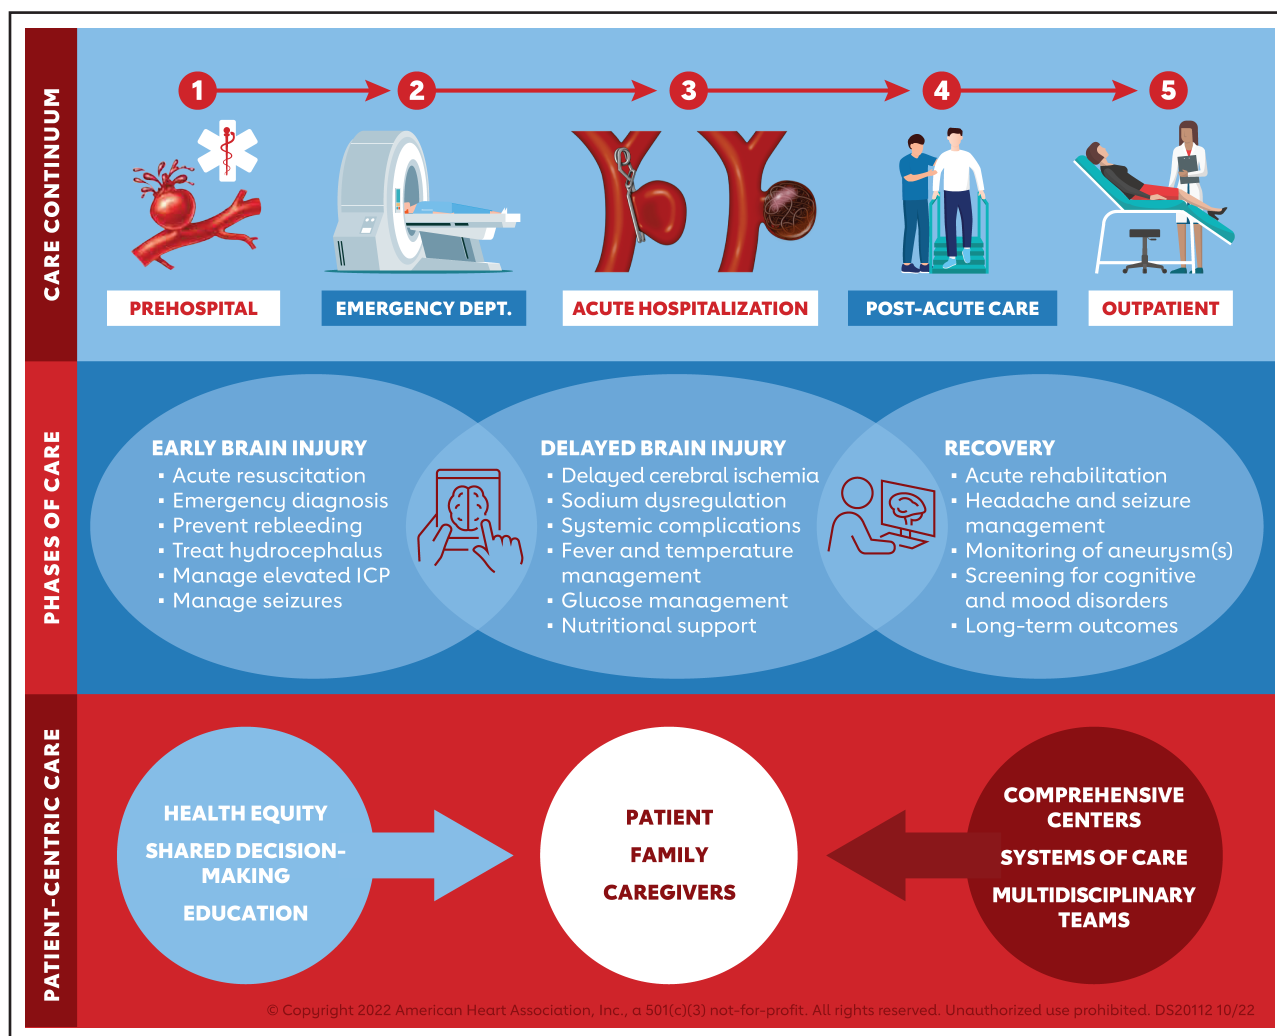 CARE CONTINUUM
1
2
3
4
5
PREHOSPITAL
EMERGENCY DEPT.
ACUTE HOSPITALIZATION
POST-ACUTE CARE
OUTPATIENT
PHASES OF CARE
EARLY BRAIN INJURY
▪ Acute resuscitation
▪ Emergency diagnosis
▪ Prevent rebleeding
▪ Treat hydrocephalus
▪ Manage elevated ICP
▪ Manage seizures
DELAYED BRAIN INJURY
▪ Delayed cerebral ischemia
▪ Sodium dysregulation
▪ Systemic complications
▪ Fever and temperature
management
▪ Glucose management
▪ Nutritional support
RECOVERY
▪ Acute rehabilitation
▪ Headache and seizure
management
▪ Monitoring of aneurysm(s)
▪ Screening for cognitive
and mood disorders
▪ Long-term outcomes
PATIENT-CENTRIC CARE
HEALTH EQUITY
SHARED DECISION-
MAKING
EDUCATION
PATIENT
FAMILY
CAREGIVERS
COMPREHENSIVE
CENTERS
SYSTEMS OF CARE
MULTIDISCIPLINARY
TEAMS
© Copyright 2022 American Heart Association, Inc., a 501(c)(3) not-for-profit. All rights reserved. Unauthorized use prohibited. DS20112 10/22